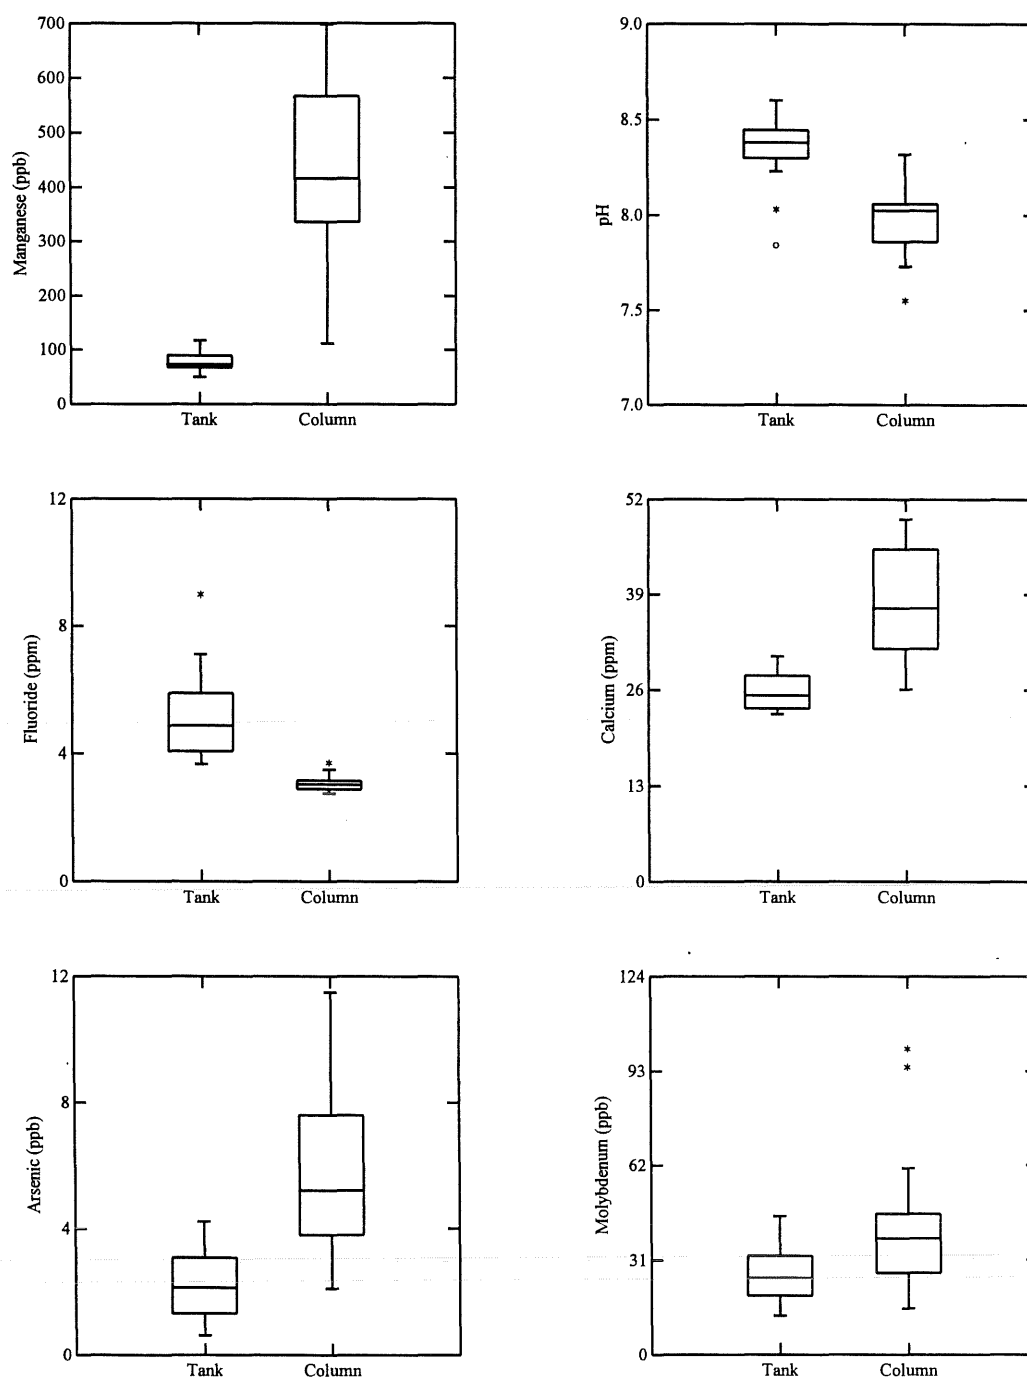 Manganese (ppb)
700
600
500
400
300
200
100
0
Tank Column
pH
9.0
8.5
8.0
7.5
7.0
Tank Column
Fluoride (ppm)
12
8
4
0
Tank Column
Calcium (ppm)
52
39
26
13
0
Tank Column
Arsenic (ppb)
12
8
4
0
Tank Column
Molybdenum (ppb)
124
93
62
31
0
Tank Column